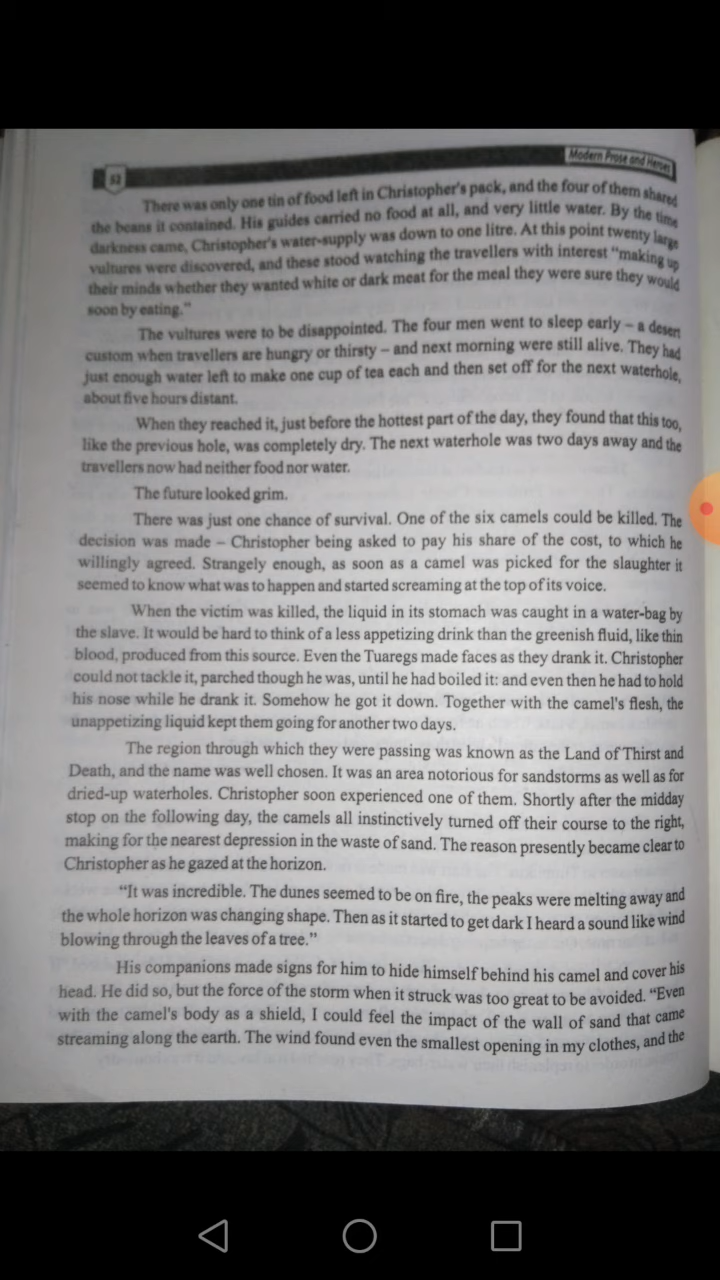 52
Modern Prose and Heroes
There was only one tin of food left in Christopher's pack, and the four of them shared
the beans it contained. His guides carried no food at all, and very little water. By the time
darkness came, Christopher's water-supply was down to one litre. At this point twenty large
vultures were discovered, and these stood watching the travellers with interest "making up
their minds whether they wanted white or dark meat for the meal they were sure they would
soon by eating."
The vultures were to be disappointed. The four men went to sleep early – a desert
custom when travellers are hungry or thirsty – and next morning were still alive. They had
just enough water left to make one cup of tea each and then set off for the next waterhole,
about five hours distant.
When they reached it, just before the hottest part of the day, they found that this too,
like the previous hole, was completely dry. The next waterhole was two days away and the
travellers now had neither food nor water.
The future looked grim.
There was just one chance of survival. One of the six camels could be killed. The
decision was made – Christopher being asked to pay his share of the cost, to which he
willingly agreed. Strangely enough, as soon as a camel was picked for the slaughter it
seemed to know what was to happen and started screaming at the top of its voice.
When the victim was killed, the liquid in its stomach was caught in a water-bag by
the slave. It would be hard to think of a less appetizing drink than the greenish fluid, like thin
blood, produced from this source. Even the Tuaregs made faces as they drank it. Christopher
could not tackle it, parched though he was, until he had boiled it: and even then he had to hold
his nose while he drank it. Somehow he got it down. Together with the camel's flesh, the
unappetizing liquid kept them going for another two days.
The region through which they were passing was known as the Land of Thirst and
Death, and the name was well chosen. It was an area notorious for sandstorms as well as for
dried-up waterholes. Christopher soon experienced one of them. Shortly after the midday
stop on the following day, the camels all instinctively turned off their course to the right,
making for the nearest depression in the waste of sand. The reason presently became clear to
Christopher as he gazed at the horizon.
"It was incredible. The dunes seemed to be on fire, the peaks were melting away and
the whole horizon was changing shape. Then as it started to get dark I heard a sound like wind
blowing through the leaves of a tree."
His companions made signs for him to hide himself behind his camel and cover his
head. He did so, but the force of the storm when it struck was too great to be avoided. "Even
with the camel's body as a shield, I could feel the impact of the wall of sand that came
streaming along the earth. The wind found even the smallest opening in my clothes, and the